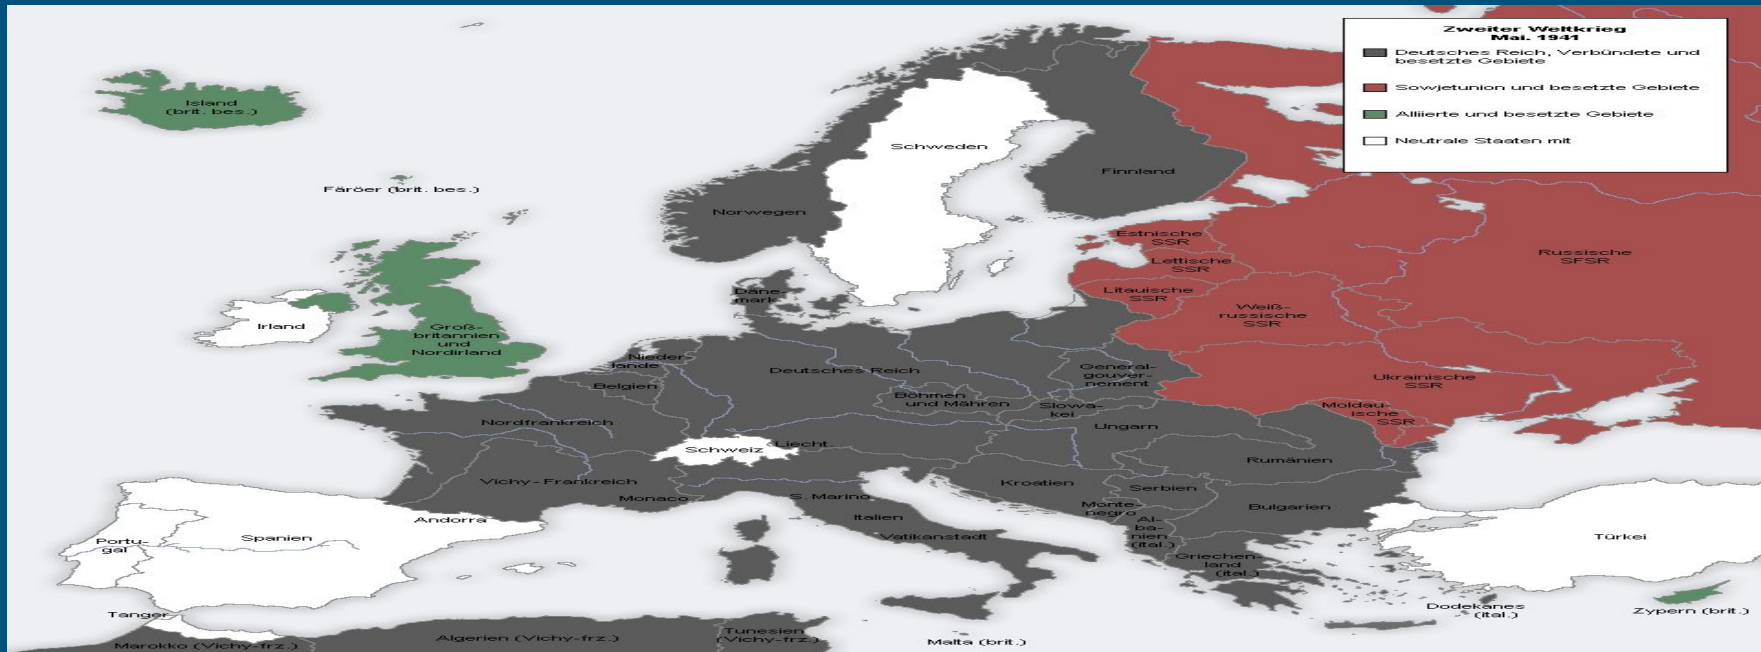 Zweiter Weltkrieg
Mai. 1941
Deutsches Reich, Verbündete und
besetzte Gebiete
Sowjetunion und besetzte Gebiete
Alliierte und besetzte Gebiete
Neutrale Staaten mit
Island
(brit. bes.)
Färöer (brit. bes.)
Schweden
Finnland
Norwegen
Estnische
SSR
Lettische
SSR
Litauische
SSR
Russische
SFSR
Weiß-
russische
SSR
Däne-
mark
Irland
Groß-
britannien
und
Nordirland
Nieder-
lande
Belgien
Deutsches Reich
General-
gouver-
nement
Ukrainische
SSR
Böhmen
und Mähren
Slowa-
kei
Moldau-
ische
SSR
Nordfrankreich
Ungarn
Schweiz
Liecht.
Rumänien
Vichy-Frankreich
Kroatien
Serbien
Monaco
S. Marino
Monte-
negro
Bulgarien
Italien
Andorra
Al-
ba-
nien
(ital.)
Vatikanstadt
Portu-
gal
Spanien
Türkei
Griechen-
land
(ital.)
Tanger
Dodekanes
(ital.)
Zypern (brit.)
Marokko (Vichy-frz.)
Algerien (Vichy-frz.)
Tunesien
(Vichy-frz.)
Malta (brit.)